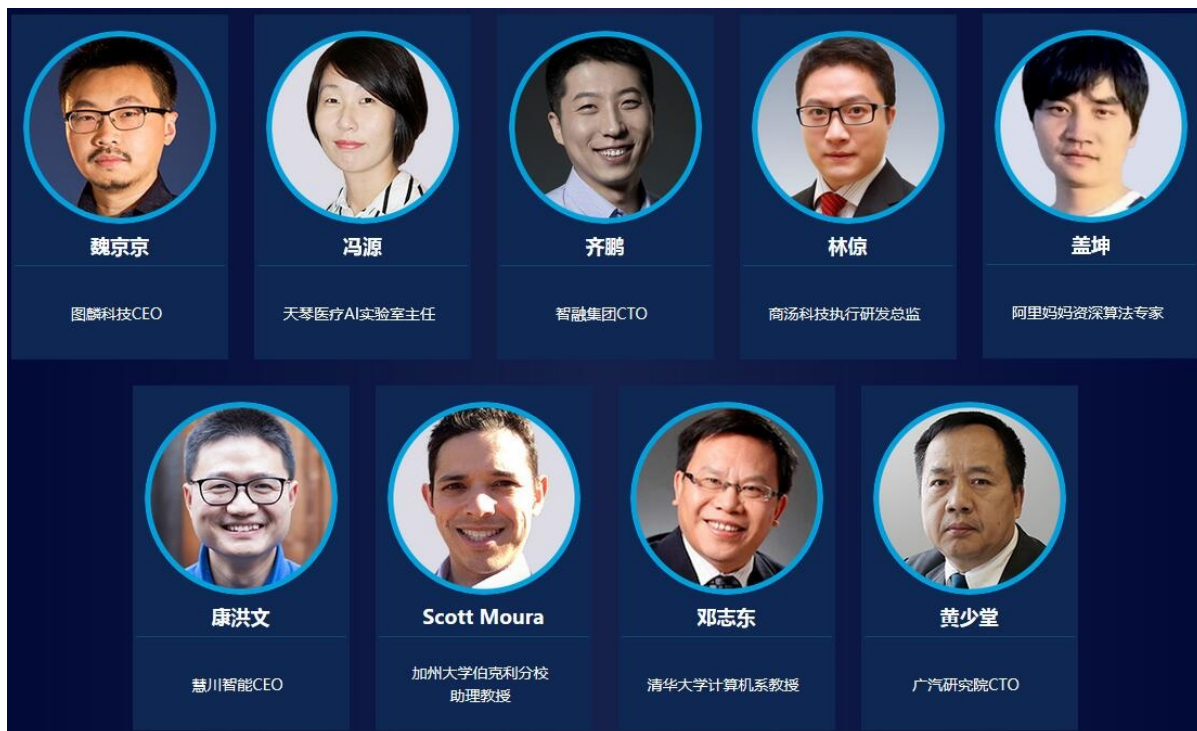 魏京京
冯源
齐鹏
林倞
盖坤
图麟科技CEO
天琴医疗AI实验室主任
智融集团CTO
商汤科技执行研发总监
阿里妈妈资深算法专家
康洪文
Scott Moura
邓志东
黄少堂
慧川智能CEO
加州大学伯克利分校
助理教授
清华大学计算机系教授
广汽研究院CTO